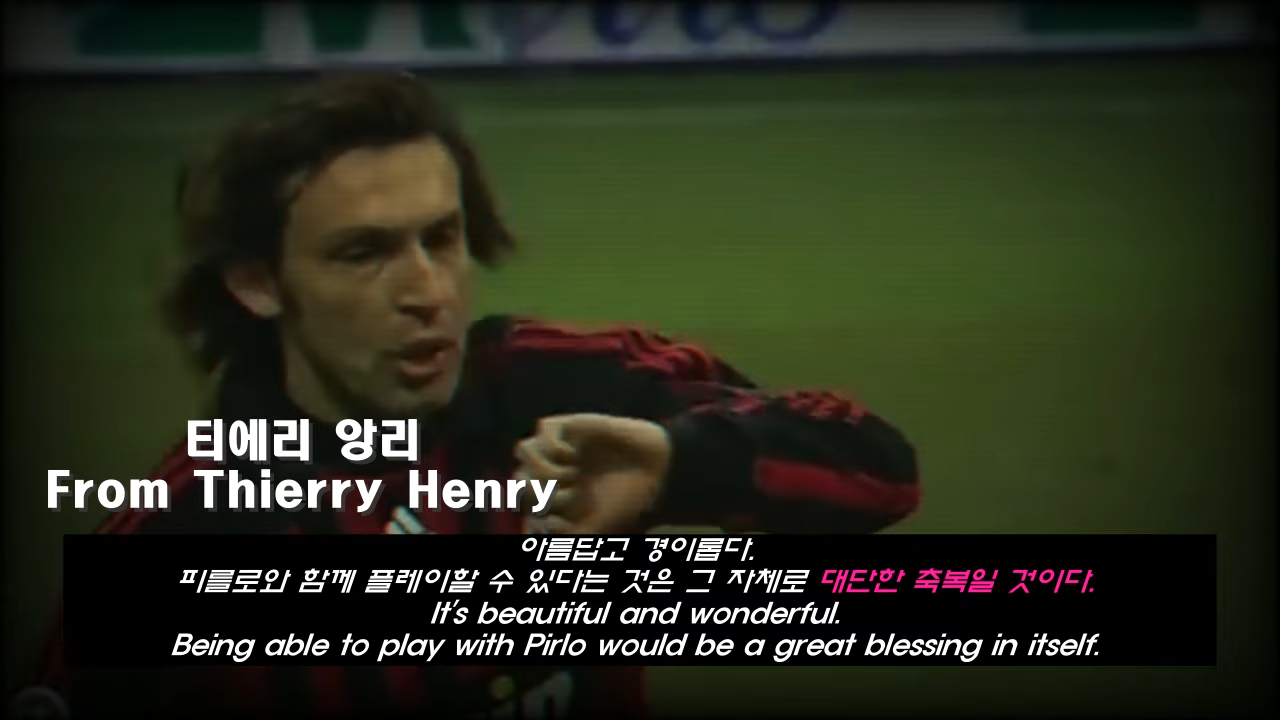 티에리 앙리
From Thierry Henry
아름답고 경이롭다.
피를로와 함께 플레이할 수 있다는 것은 그 자체로 대단한 축복일 것이다.
It's beautiful and wonderful.
Being able to play with Pirlo would be a great blessing in itself.